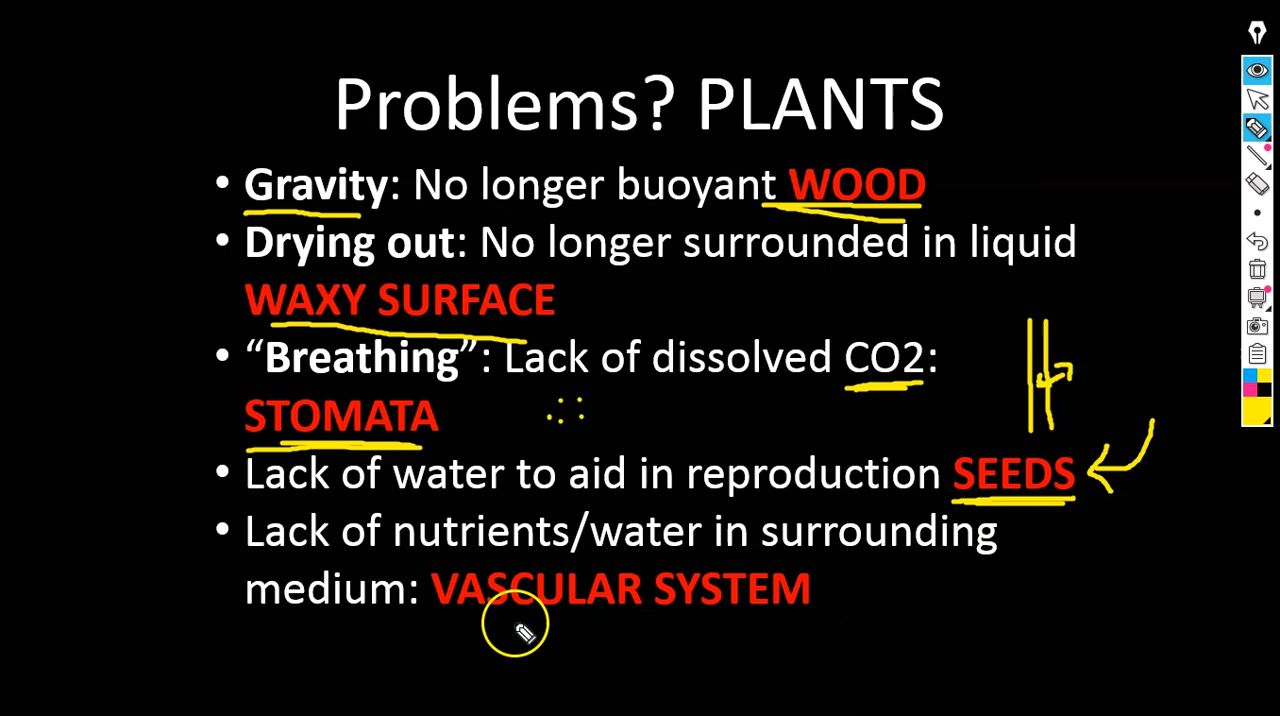 Problems? PLANTS
• Gravity: No longer buoyant WOOD
• Drying out: No longer surrounded in liquid
WAXY SURFACE
• “Breathing”: Lack of dissolved CO2:
STOMATA
• Lack of water to aid in reproduction SEEDS
• Lack of nutrients/water in surrounding
medium: VASCULAR SYSTEM